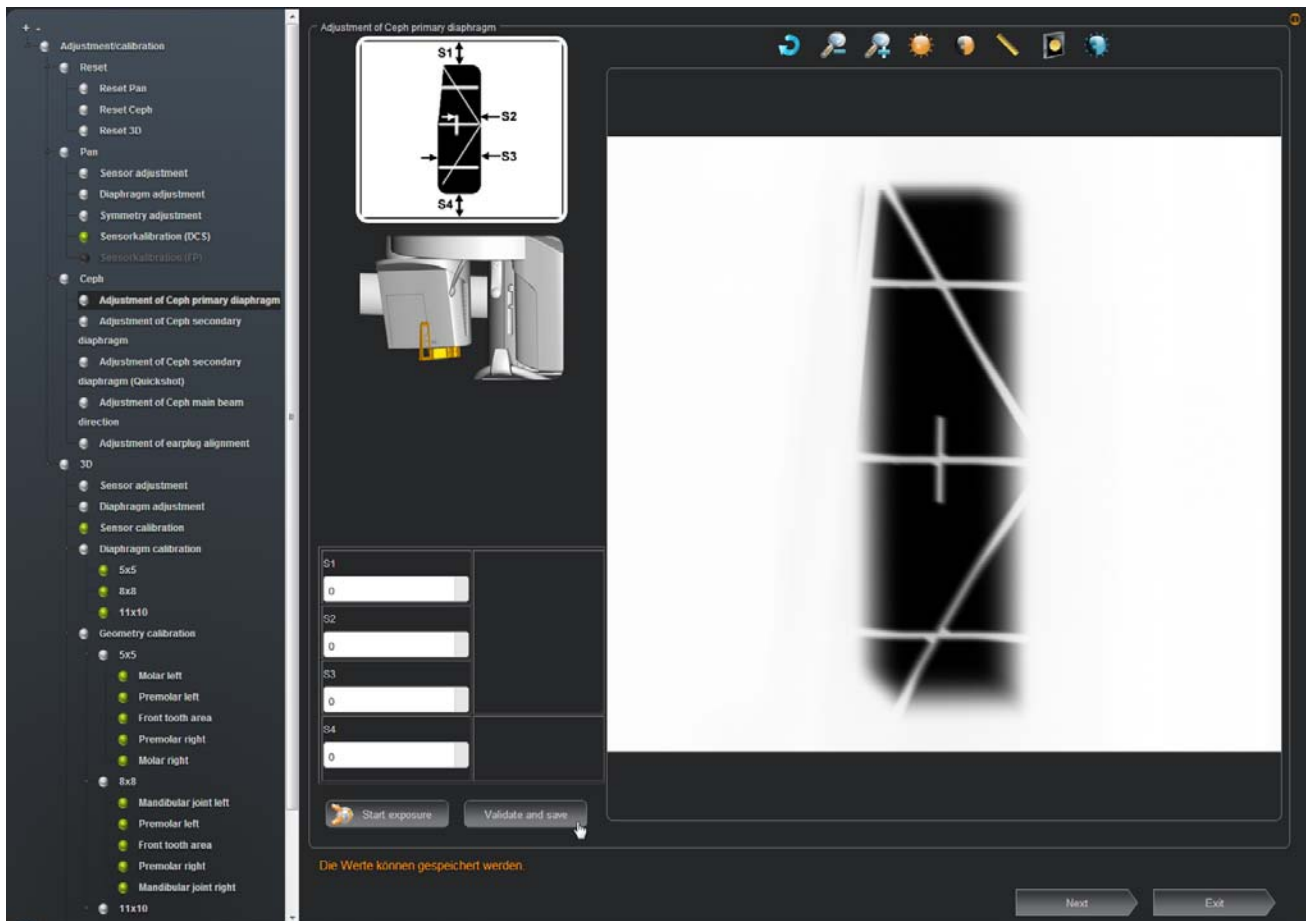 + -
Adjustment/calibration
Reset
Reset Pan
Reset Ceph
Reset 3D
Pan
Sensor adjustment
Diaphragm adjustment
Symmetry adjustment
Sensorkalibration (DCS)
Sensorkalibration (FP)
Ceph
Adjustment of Ceph primary diaphragm
Adjustment of Ceph secondary
diaphragm
Adjustment of Ceph secondary
diaphragm (Quickshot)
Adjustment of Ceph main beam
direction
Adjustment of earplug alignment
3D
Sensor adjustment
Diaphragm adjustment
Sensor calibration
Diaphragm calibration
5x5
8x8
11x10
Geometry calibration
5x5
Molar left
Premolar left
Front tooth area
Premolar right
Molar right
8x8
Mandibular joint left
Premolar left
Front tooth area
Premolar right
Mandibular joint right
11x10
Adjustment of Ceph primary diaphragm
S1
S2
S3
S4
S1
0
S2
0
S3
0
S4
0
Start exposure
Validate and save
Die Werte können gespeichert werden.
Next
Exit